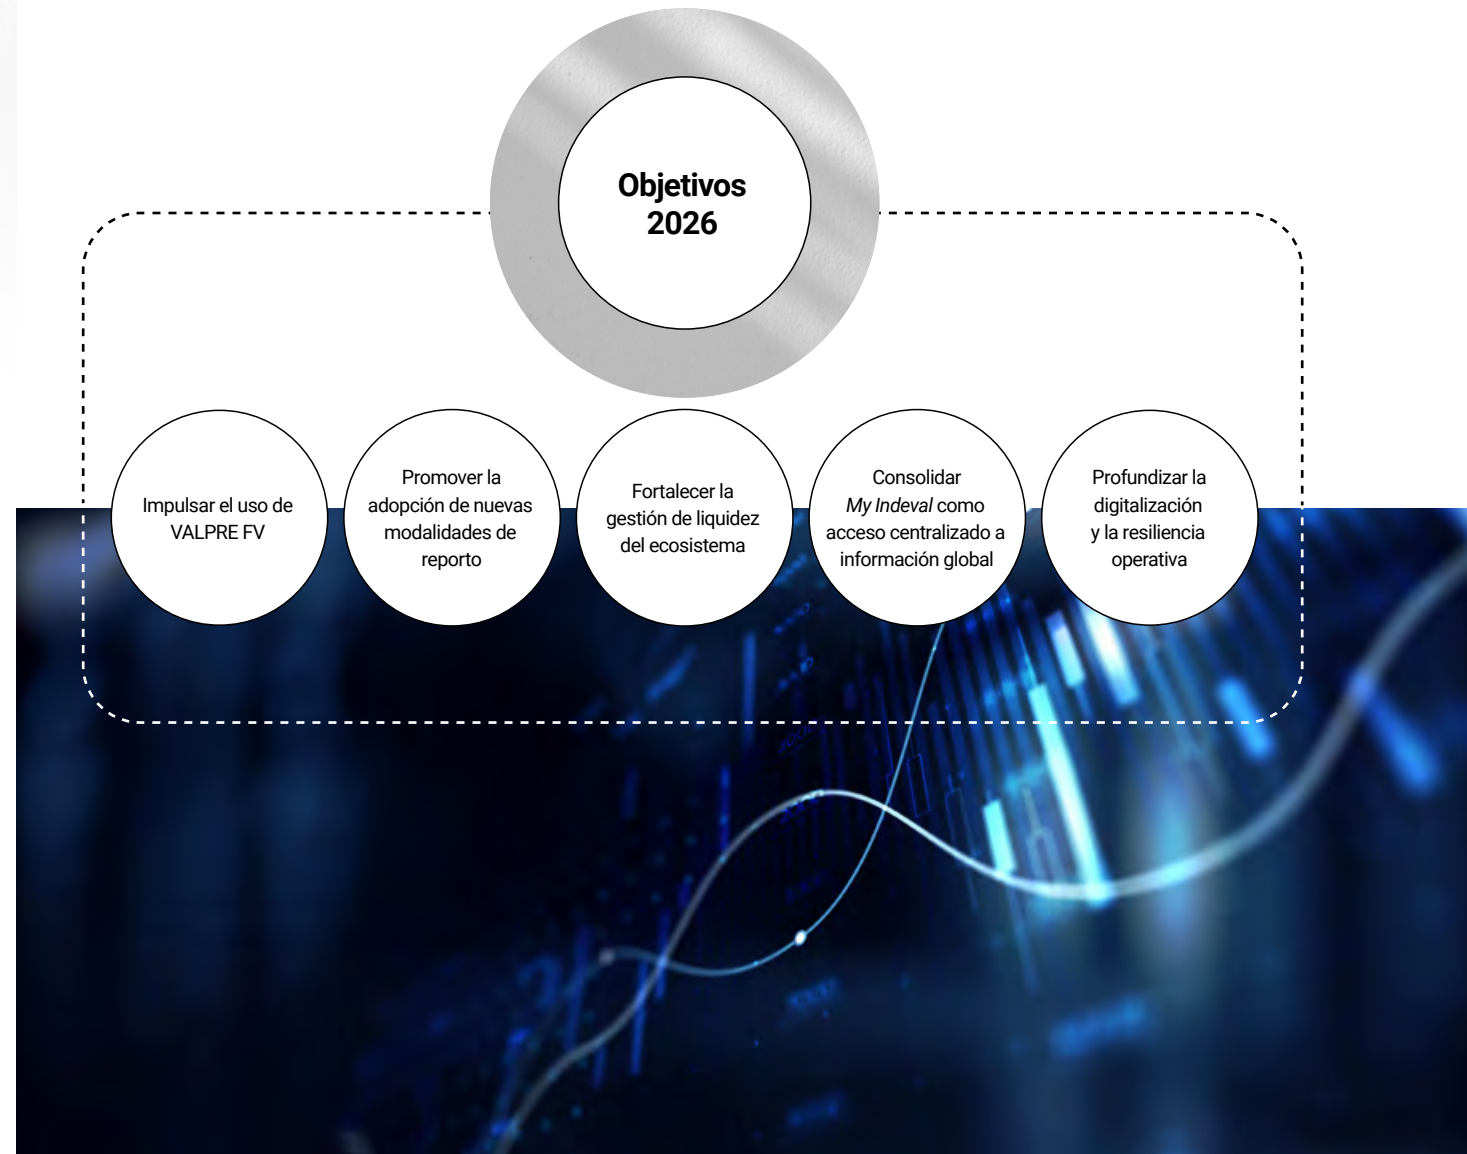 Objetivos
2026
Impulsar el uso de
VALPRE FV
Promover la
adopción de nuevas
modalidades de
reporto
Fortalecer la
gestión de liquidez
del ecosistema
Consolidar
My Indeval como
acceso centralizado a
información global
Profundizar la
digitalización
y la resiliencia
operativa